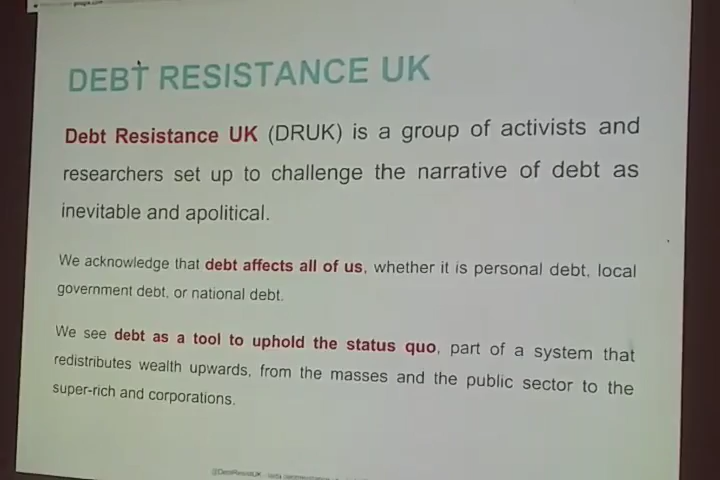 DEBT RESISTANCE UK
Debt Resistance UK (DRUK) is a group of activists and
researchers set up to challenge the narrative of debt as
inevitable and apolitical.
We acknowledge that debt affects all of us, whether it is personal debt, local
government debt, or national debt.
We see debt as a tool to uphold the status quo, part of a system that
redistributes wealth upwards, from the masses and the public sector to the
super-rich and corporations.
@DebtResistUK